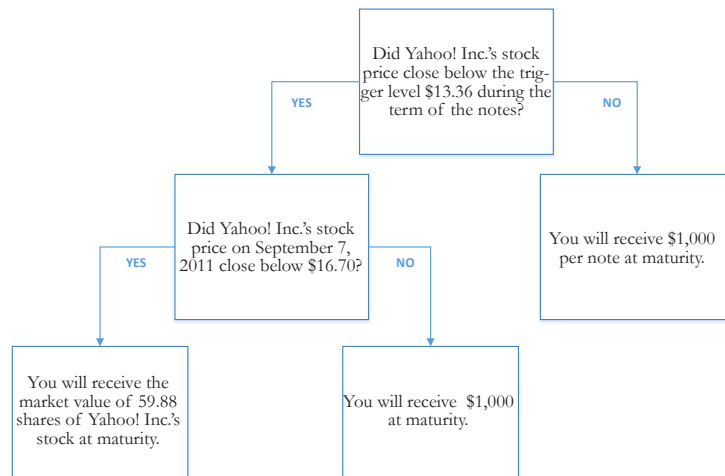 Did Yahoo! Inc.'s stock
price close below the trig-
ger level $13.36 during the
term of the notes?
YES
NO
Did Yahoo! Inc.'s stock
price on September 7,
2011 close below $16.70?
You will receive $1,000
per note at maturity.
YES
NO
You will receive the
market value of 59.88
shares of Yahoo! Inc.'s
stock at maturity.
You will receive $1,000
at maturity.